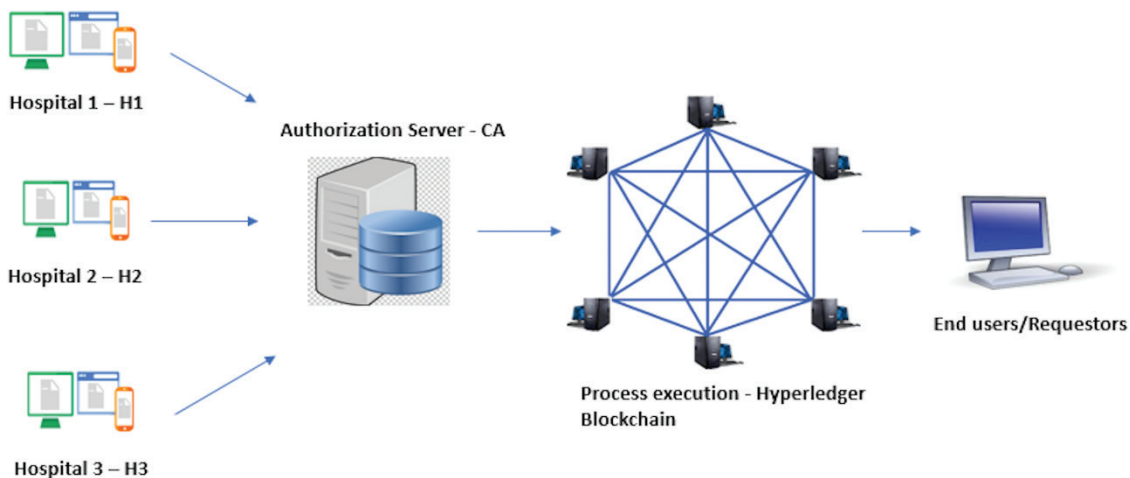 Hospital 1 – H1
Authorization Server - CA
Hospital 2 – H2
End users/Requestors
Process execution - Hyperledger
Blockchain
Hospital 3 – H3